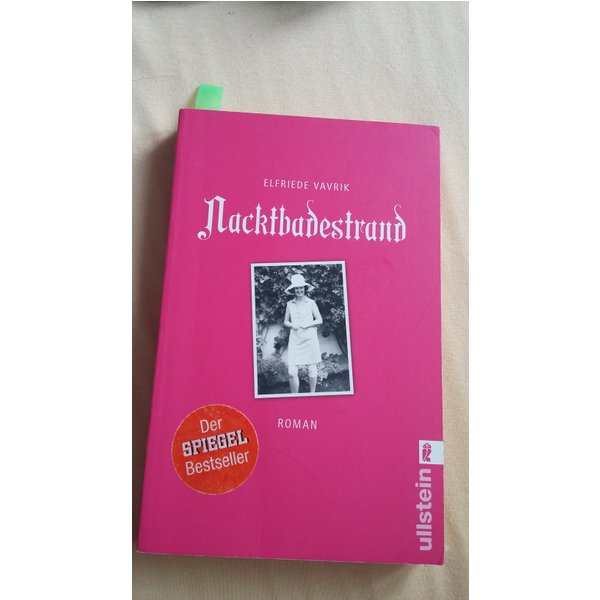 ELFRIEDE VAVRIK
Nacktbadestrand
ROMAN
Der
SPIEGEL
Bestseller
ullstein